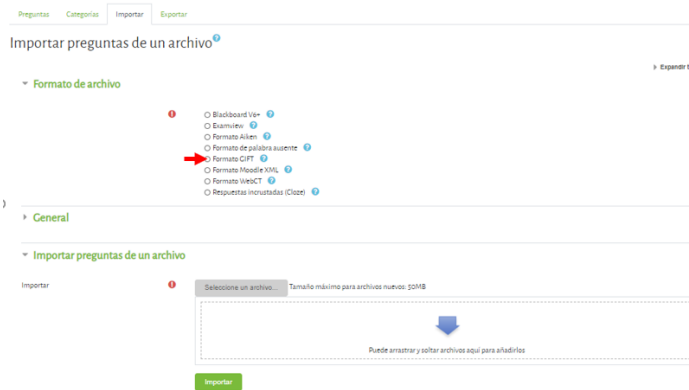 Preguntas Categorías Importar Exportar
Importar preguntas de un archivo
Expandir t
Formato de archivo
Blackboard V6+
Examview
Formato Aiken
Formato de palabra ausente
Formato GIFT
Formato Moodle XML
Formato WebCT
Respuestas incrustadas (Cloze)
General
Importar preguntas de un archivo
Importar
Seleccione un archivo... Tamaño máximo para archivos nuevos: 50MB
Puede arrastrar y soltar archivos aquí para añadirlos
Importar